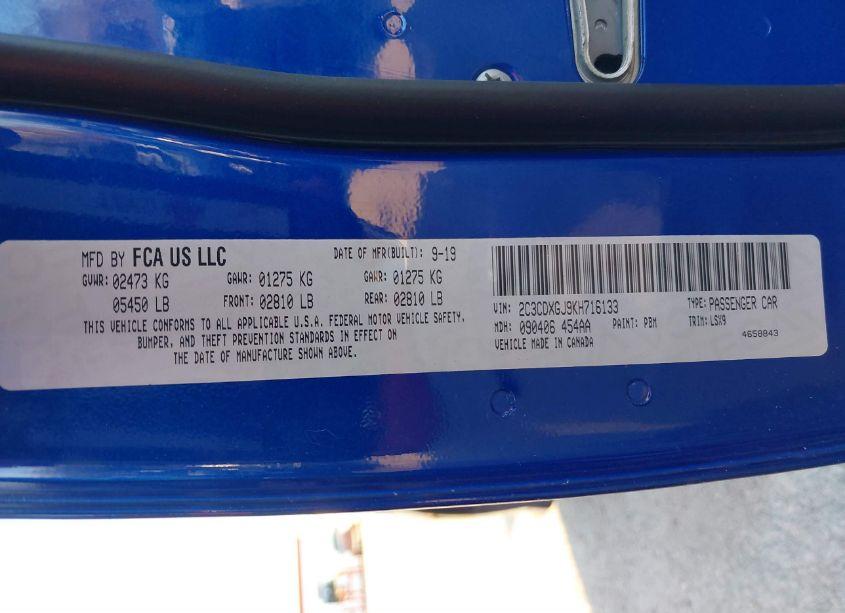 MFD BY FCA US LLC DATE OF MFR(BUILT): 9-19
GVWR: 02473 KG GAWR: 01275 KG GAWR: 01275 KG
05450 LB FRONT: 02810 LB REAR: 02810 LB
THIS VEHICLE CONFORMS TO ALL APPLICABLE U.S.A. FEDERAL MOTOR VEHICLE SAFETY,
BUMPER, AND THEFT PREVENTION STANDARDS IN EFFECT ON
THE DATE OF MANUFACTURE SHOWN ABOVE.
VIN: 2C3CDXGJ9KH716133 TYPE: PASSENGER CAR
MDH: 090406 454AA PAINT: PBM TRIM: LSX9
VEHICLE MADE IN CANADA 4658843